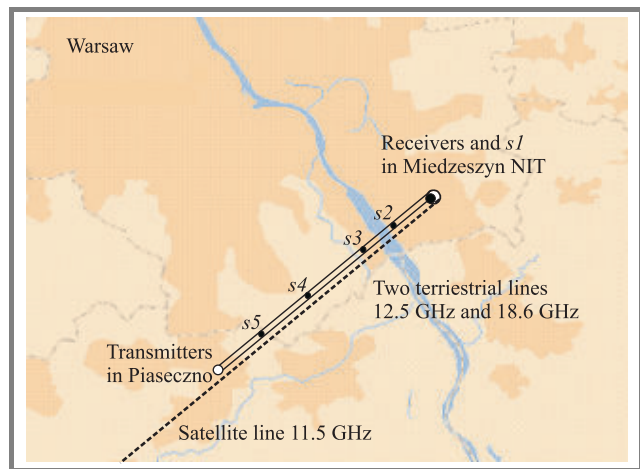 Warsaw
Receivers and s1
in Miedzeszyn NIT
s2
s3
s4
Two terriestrial lines
12.5 GHz and 18.6 GHz
s5
Transmitters
in Piaseczno
Satellite line 11.5 GHz